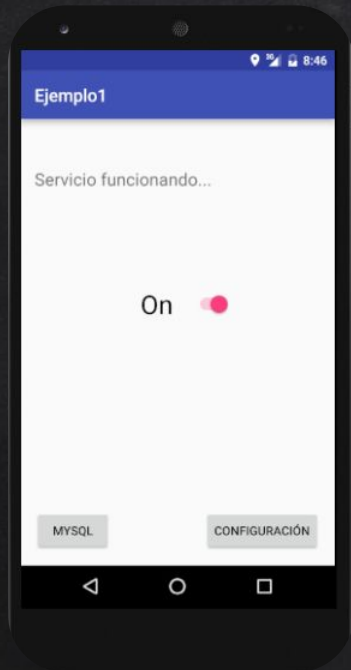 8:46
Ejemplo1
Servicio funcionando...
On
MYSQL
CONFIGURACIÓN